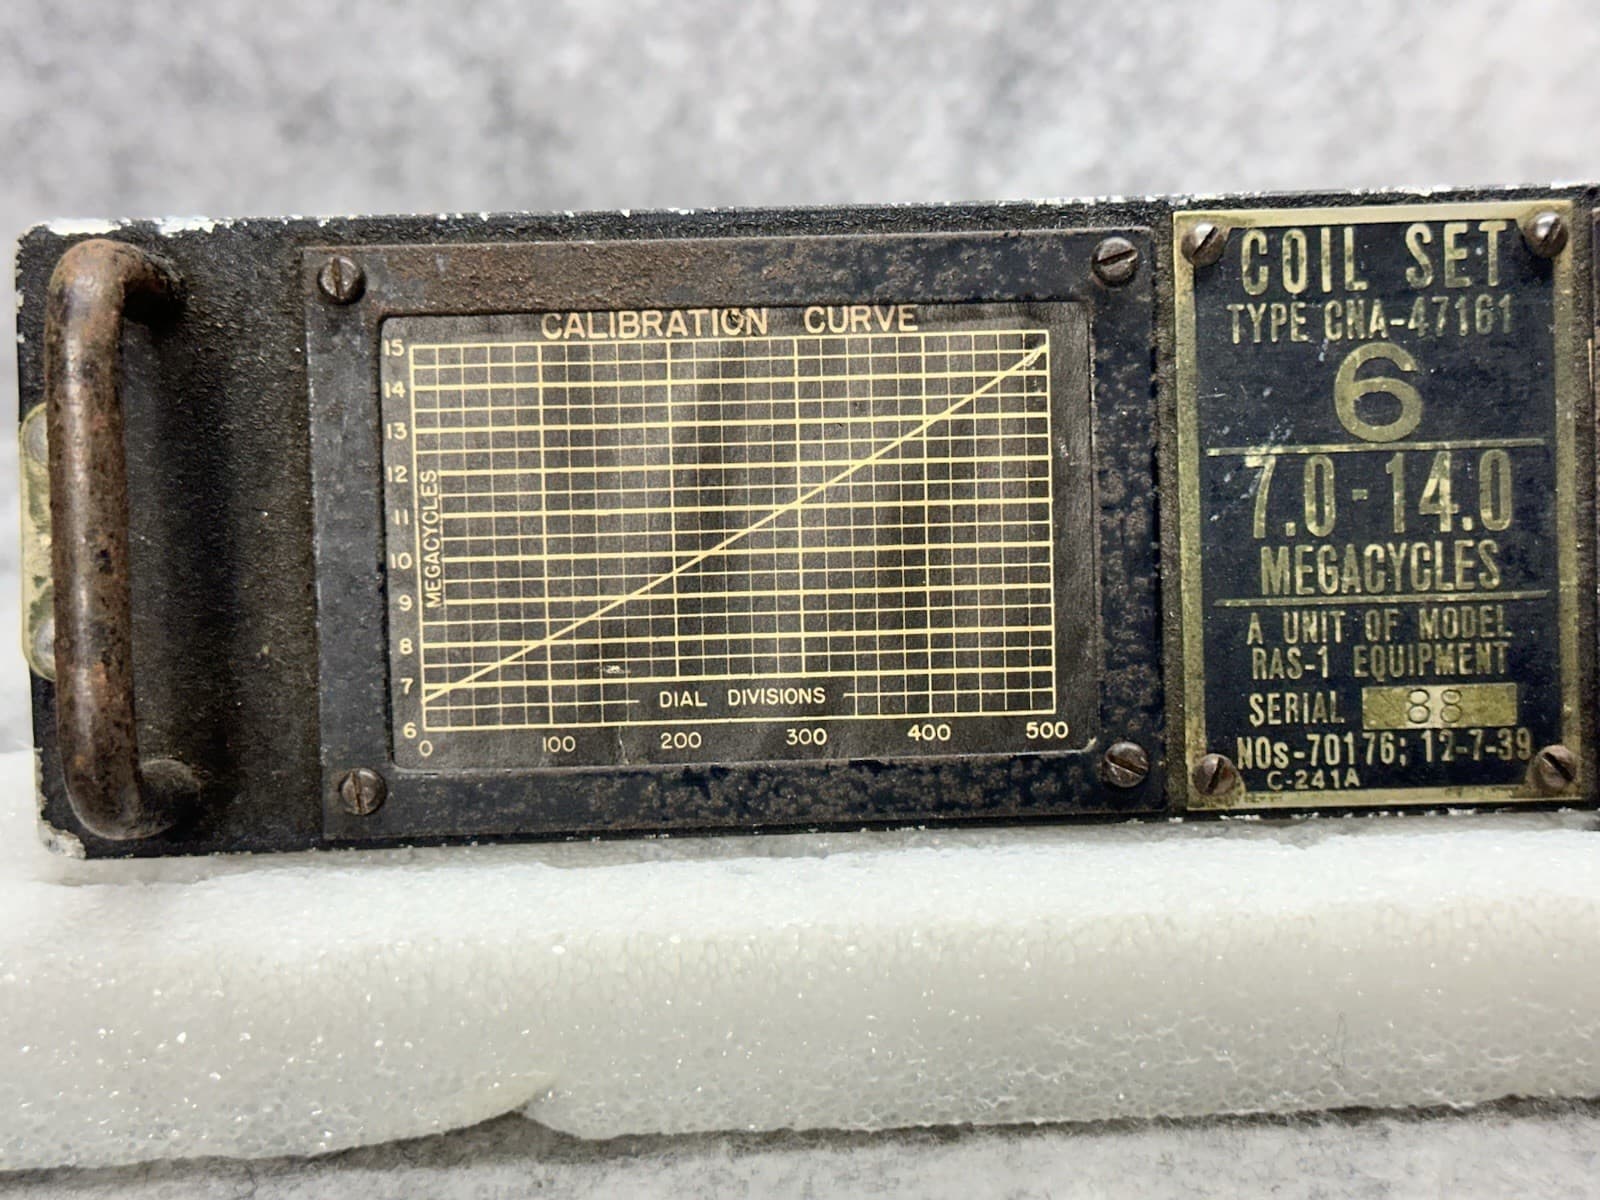 CALIBRATION CURVE
15
14
13
12
11
10
9
8
7
6
MEGACYCLES
DIAL DIVISIONS
0 100 200 300 400 500
COIL SET
TYPE CNA-47161
6
7.0-14.0
MEGACYCLES
A UNIT OF MODEL
RAS-1 EQUIPMENT
SERIAL 88
NOs-70176; 12-7-39
C-241A